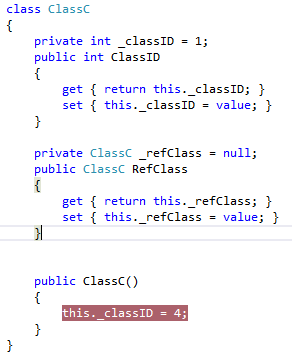 class ClassC
{
    private int _classID = 1;
    public int ClassID
    {
        get { return this._classID; }
        set { this._classID = value; }
    }

    private ClassC _refClass = null;
    public ClassC RefClass
    {
        get { return this._refClass; }
        set { this._refClass = value; }
    }

    public ClassC()
    {
        this._classID = 4;
    }
}